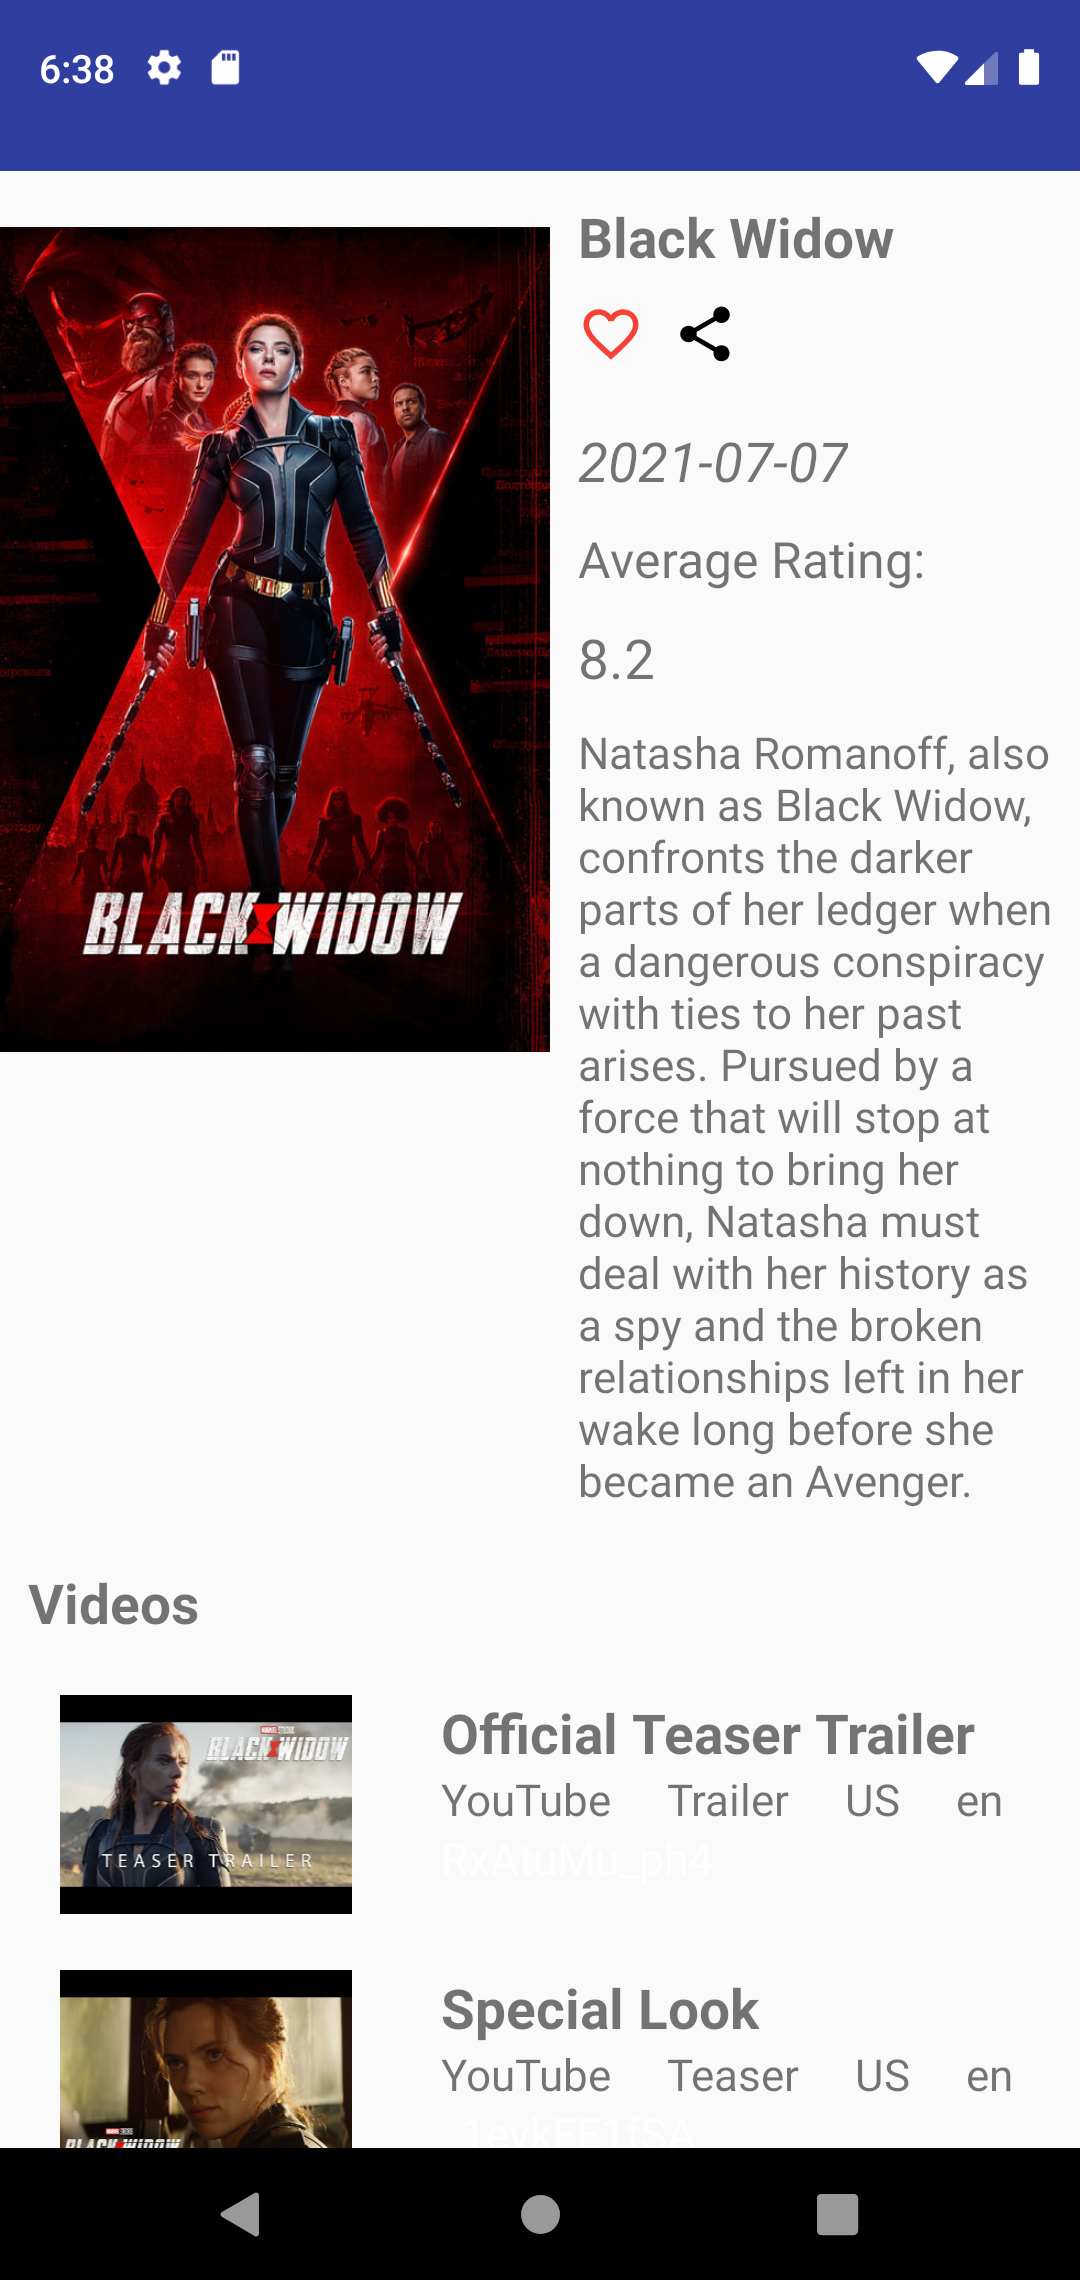 6:38
Black Widow
2021-07-07
Average Rating:
8.2
Natasha Romanoff, also
known as Black Widow,
confronts the darker
parts of her ledger when
a dangerous conspiracy
with ties to her past
arises. Pursued by a
force that will stop at
nothing to bring her
down, Natasha must
deal with her history as
a spy and the broken
relationships left in her
wake long before she
became an Avenger.
BLACK WIDOW
Videos
BLACK WIDOW
TEASER TRAILER
Official Teaser Trailer
YouTube Trailer US en
RxAtuMu_ph4
BLACK WIDOW
Special Look
YouTube Teaser US en